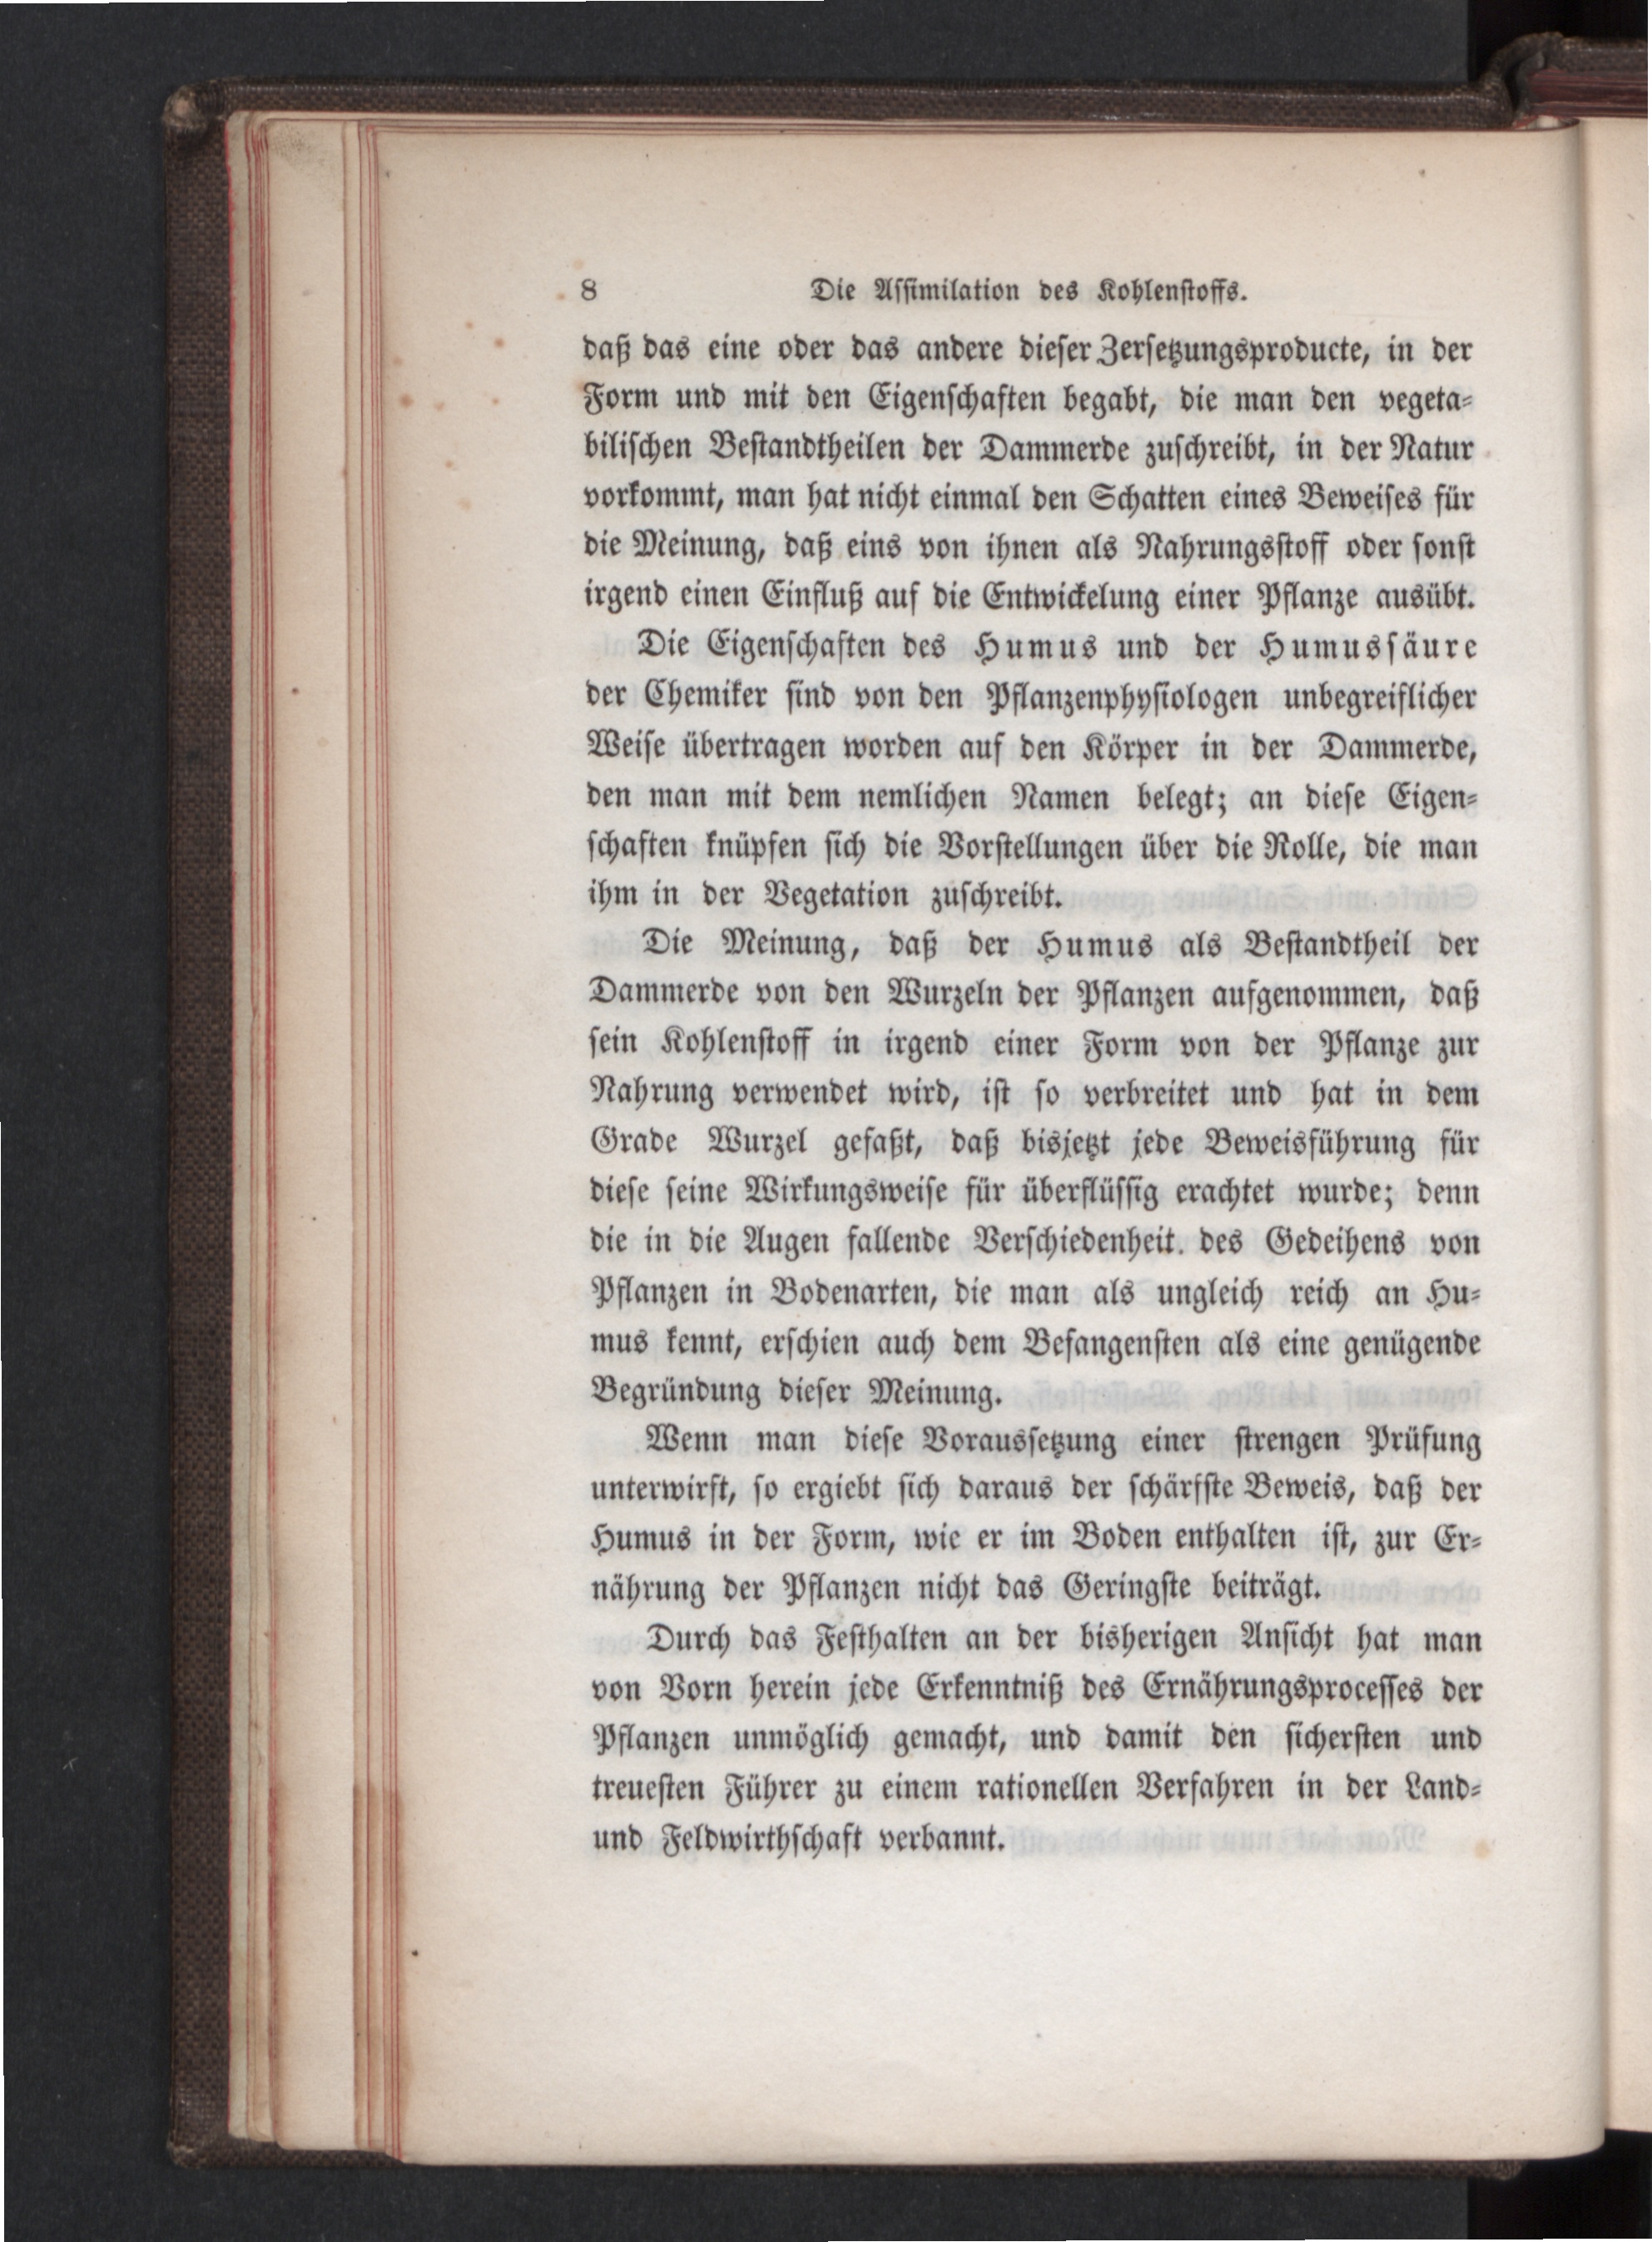 8 Die Assimilation des Kohlenstoffs.
daß das eine oder das andere dieser Zersetzungsproducte, in der
Form und mit den Eigenschaften begabt, die man den vegeta-
bilischen Bestandtheilen der Dammerde zuschreibt, in der Natur
vorkommt, man hat nicht einmal den Schatten eines Beweises für
die Meinung, daß eins von ihnen als Nahrungsstoff oder sonst
irgend einen Einfluß auf die Entwickelung einer Pflanze ausübt.
Die Eigenschaften des Humus und der Humussäure
der Chemiker sind von den Pflanzenphysiologen unbegreiflicher
Weise übertragen worden auf den Körper in der Dammerde,
den man mit dem nemlichen Namen belegt; an diese Eigen-
schaften knüpfen sich die Vorstellungen über die Rolle, die man
ihm in der Vegetation zuschreibt.
Die Meinung, daß der Humus als Bestandtheil der
Dammerde von den Wurzeln der Pflanzen aufgenommen, daß
sein Kohlenstoff in irgend einer Form von der Pflanze zur
Nahrung verwendet wird, ist so verbreitet und hat in dem
Grade Wurzel gefaßt, daß bisjetzt jede Beweisführung für
diese seine Wirkungsweise für überflüssig erachtet wurde; denn
die in die Augen fallende Verschiedenheit. des Gedeihens von
Pflanzen in Bodenarten, die man als ungleich reich an Hu-
mus kennt, erschien auch dem Befangensten als eine genügende
Begründung dieser Meinung.
Wenn man diese Voraussetzung einer strengen Prüfung
unterwirft, so ergiebt sich daraus der schärfste Beweis, daß der
Humus in der Form, wie er im Boden enthalten ist, zur Er-
nährung der Pflanzen nicht das Geringste beiträgt.
Durch das Festhalten an der bisherigen Ansicht hat man
von Vorn herein jede Erkenntniß des Ernährungsprocesses der
Pflanzen unmöglich gemacht, und damit den sichersten und
treuesten Führer zu einem rationellen Verfahren in der Land-
und Feldwirthschaft verbannt.